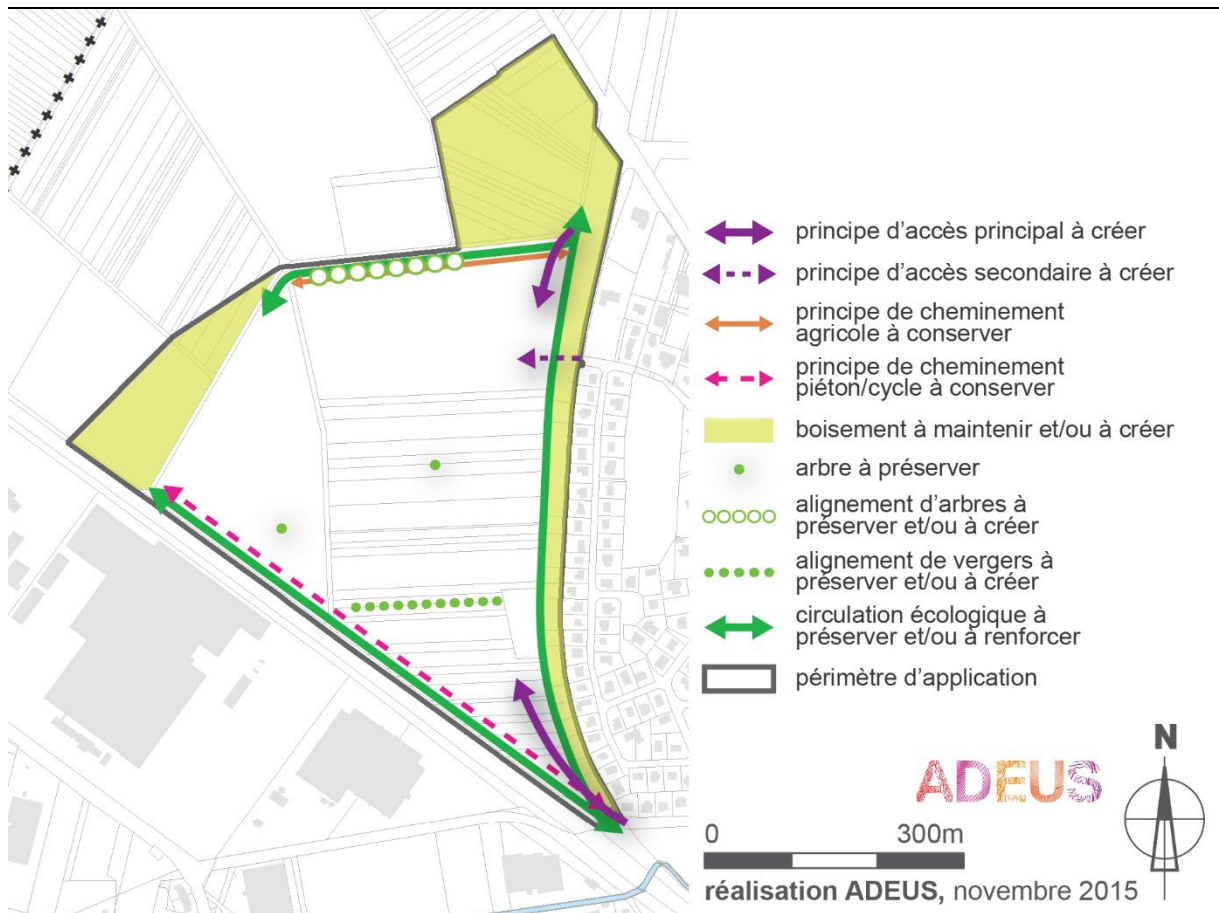 principe d'accès principal à créer
principe d'accès secondaire à créer
principe de cheminement
agricole à conserver
principe de cheminement
piéton/cycle à conserver
boisement à maintenir et/ou à créer
arbre à préserver
alignement d'arbres à
préserver et/ou à créer
alignement de vergers à
préserver et/ou à créer
circulation écologique à
préserver et/ou à renforcer
périmètre d'application
ADEUS
N
0 300m
réalisation ADEUS, novembre 2015